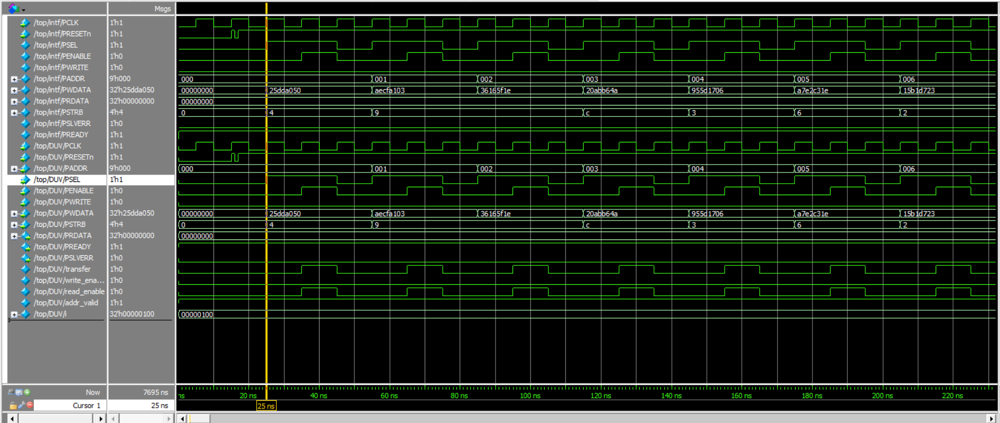 Msgs
/top/intf/PCLK 1'h1
/top/intf/PRESETn 1'h1
/top/intf/PSEL 1'h1
/top/intf/PENABLE 1'h0
/top/intf/PWRITE 1'h0
/top/intf/PADDR 9'h000 000 001 002 003 004 005 006
/top/intf/PWDATA 32'h25dda050 00000000 25dda050 aecfa103 36165f1e 20abb64a 955d1706 a7e2c31e 15b1d723
/top/intf/PRDATA 32'h00000000 00000000
/top/intf/PSTRB 4'h4 0 4 9 c 3 6 2
/top/intf/PSLVERR 1'h0
/top/intf/PREADY 1'h1
/top/DUV/PCLK 1'h1
/top/DUV/PRESETn 1'h1
/top/DUV/PADDR 9'h000 000 001 002 003 004 005 006
/top/DUV/PSEL 1'h1
/top/DUV/PENABLE 1'h0
/top/DUV/PWRITE 1'h0
/top/DUV/PWDATA 32'h25dda050 00000000 25dda050 aecfa103 36165f1e 20abb64a 955d1706 a7e2c31e 15b1d723
/top/DUV/PSTRB 4'h4 0 4 9 c 3 6 2
/top/DUV/PRDATA 32'h00000000 00000000
/top/DUV/PREADY 1'h1
/top/DUV/PSLVERR 1'h0
/top/DUV/transfer 1'h0
/top/DUV/write_ena... 1'h0
/top/DUV/read_enable 1'h0
/top/DUV/addr_valid 1'h1
/top/DUV/i 32'h00000100 00000100
Now 7695 ns ns 20 ns 40 ns 60 ns 80 ns 100 ns 120 ns 140 ns 160 ns 180 ns 200 ns 220 ns
Cursor 1 25 ns 25 ns